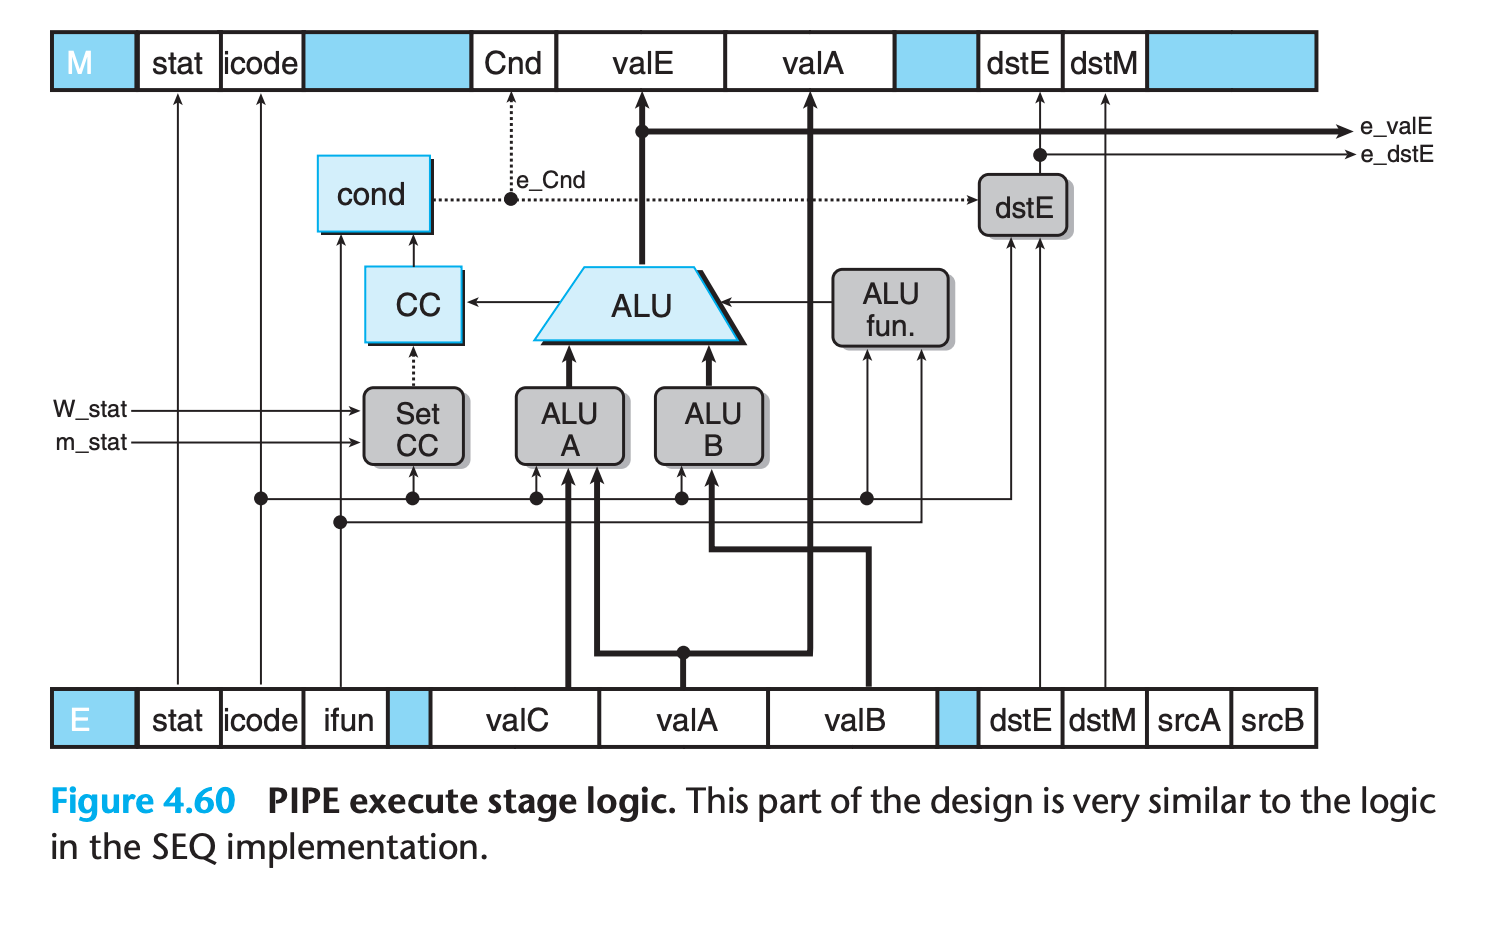 M stat icode Cnd valE valA dstE dstM
e_valE
e_dstE
e_Cnd
cond
dstE
CC
ALU
ALU
fun.
W_stat
m_stat
Set
CC
ALU
A
ALU
B
E stat icode ifun valC valA valB dstE dstM srcA srcB
Figure 4.60 PIPE execute stage logic. This part of the design is very similar to the logic
in the SEQ implementation.